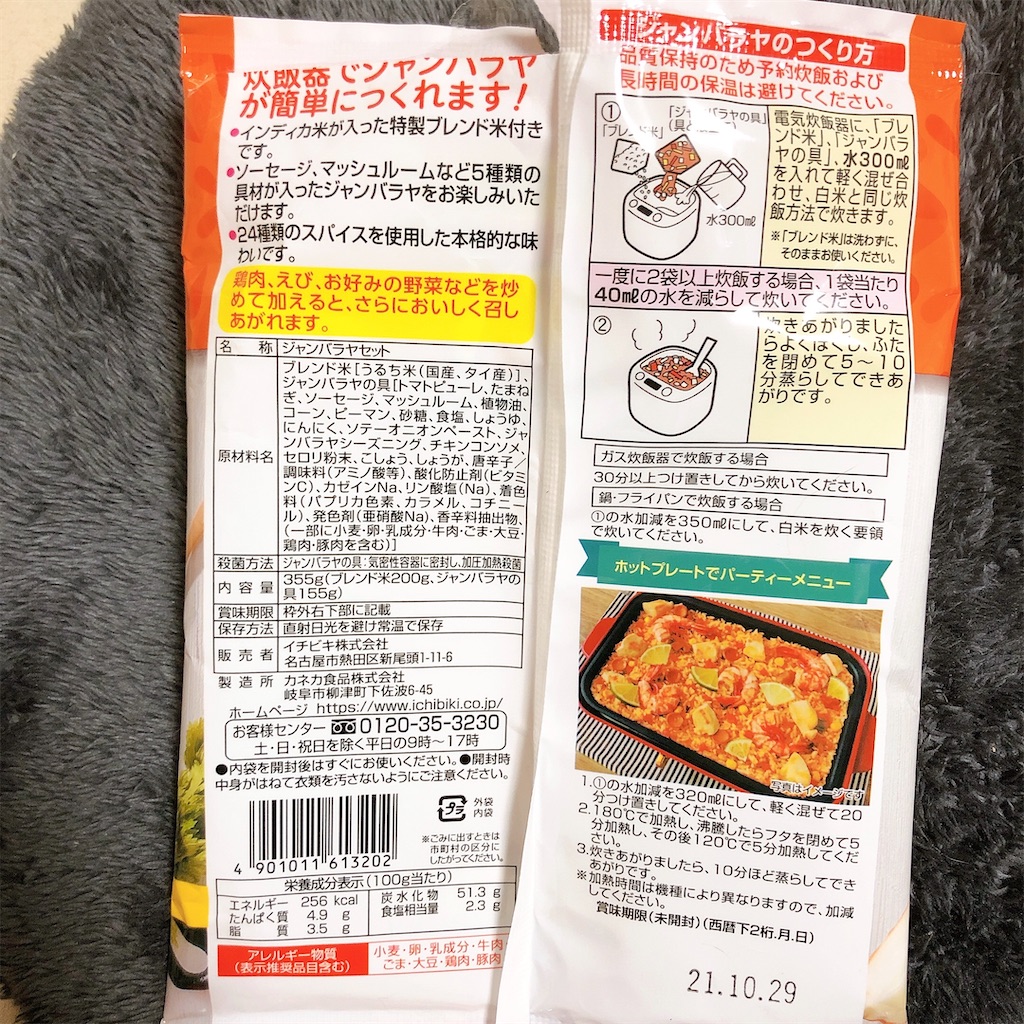 炊飯器でジャンバラヤ
が簡単につくれます!
●インディカ米が入った特製ブレンド米付き
です。
●ソーセージ、マッシュルームなど5種類の
具材が入ったジャンバラヤをお楽しみいた
だけます。
●24種類のスパイスを使用した本格的な味
わいです。
鶏肉、えび、お好みの野菜などを炒
めて加えると、さらにおいしく召し
あがれます。
名 称 ジャンバラヤセット
原材料名
ブレンド米[うるち米(国産、タイ産)]、
ジャンバラヤの具[トマトピューレ、たまね
ぎ、ソーセージ、マッシュルーム、植物油、
コーン、ピーマン、砂糖、食塩、しょうゆ、
にんにく、ソテーオニオンペースト、ジャ
ンバラヤシーズニング、チキンコンソメ、
セロリ粉末、こしょう、しょうが、唐辛子/
調味料(アミノ酸等)、酸化防止剤(ビタミ
ンC)、カゼインNa、リン酸塩(Na)、着色
料(パプリカ色素、カラメル、コチニー
ル)、発色剤(亜硝酸Na)、香辛料抽出物、
(一部に小麦・卵・乳成分・牛肉・ごま・大豆・
鶏肉・豚肉を含む)]
殺菌方法 ジャンバラヤの具:気密性容器に密封し、加圧加熱殺菌
内容量 355g(ブレンド米200g、ジャンバラヤの
具155g)
賞味期限 枠外右下部に記載
保存方法 直射日光を避け常温で保存
販売者 イチビキ株式会社
名古屋市熱田区新尾頭1-11-6
製造所 カネカ食品株式会社
岐阜市柳津町下佐波6-45
ホームページ https://www.ichibiki.co.jp/
お客様センター 0120-35-3230
土・日・祝日を除く平日の9時〜17時
●内袋を開封後はすぐにお使いください。●開封時
中身がはねて衣類を汚さないようにご注意ください。
4 901011 613202
プラ
外袋
内袋
※ごみに出すときは
市町村の区分に
したがってください。
栄養成分表示(100g当たり)
エネルギー 256 kcal
たんぱく質 4.9 g
脂質 3.5 g
炭水化物 51.3 g
食塩相当量 2.3 g
アレルギー物質
(表示推奨品目含む)
小麦・卵・乳成分・牛肉
ごま・大豆・鶏肉・豚肉
ジャンバラヤのつくり方
品質保持のため予約炊飯および
長時間の保温は避けてください。
①
「ブレンド米」
「ジャンバラヤの具」
水300㎖
電気炊飯器に、「ブレ
ンド米」、「ジャンバラ
ヤの具」、水300㎖
を入れて軽く混ぜ合
わせ、白米と同じ炊
飯方法で炊きます。
※「ブレンド米」は洗わずに、
そのままお使いください。
一度に2袋以上炊飯する場合、1袋当たり
40㎖の水を減らして炊いてください。
②
炊きあがりました
らよくほぐし、ふた
を閉めて5〜10
分蒸らしてできあ
がりです。
ガス炊飯器で炊飯する場合
30分以上つけ置きしてから炊いてください。
鍋・フライパンで炊飯する場合
①の水加減を350㎖にして、白米を炊く要領
で炊いてください。
ホットプレートでパーティーメニュー
写真はイメージです
1.①の水加減を320㎖にして、軽く混ぜて20
分つけ置きしてください。
2.180℃で加熱し、沸騰したらフタを閉めて5
分加熱し、その後120℃で5分加熱してくだ
さい。
3.炊きあがりましたら、10分ほど蒸らしてでき
あがりです。
※加熱時間は機種により異なりますので、加減
してください。
賞味期限(未開封)(西暦下2桁.月.日)
21.10.29